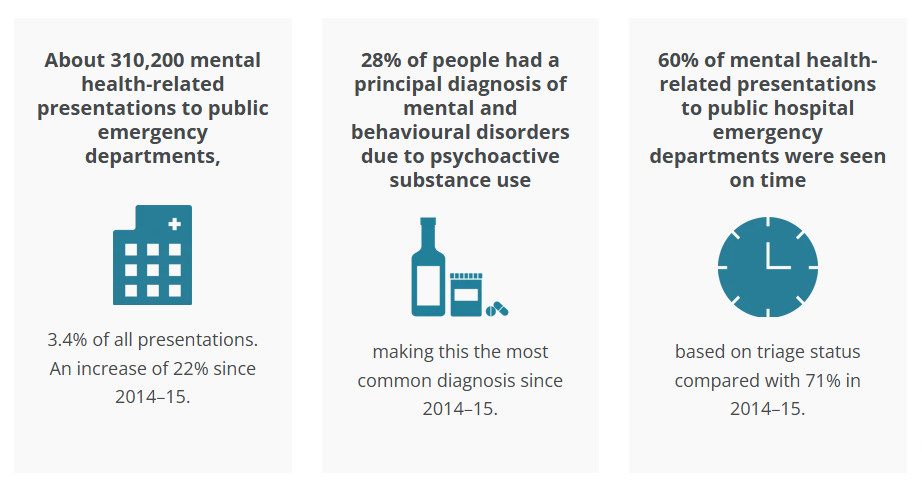 About 310,200 mental
health-related
presentations to public
emergency
departments,
3.4% of all presentations.
An increase of 22% since
2014–15.
28% of people had a
principal diagnosis of
mental and
behavioural disorders
due to psychoactive
substance use
making this the most
common diagnosis since
2014–15.
60% of mental health-
related presentations
to public hospital
emergency
departments were seen
on time
based on triage status
compared with 71% in
2014–15.